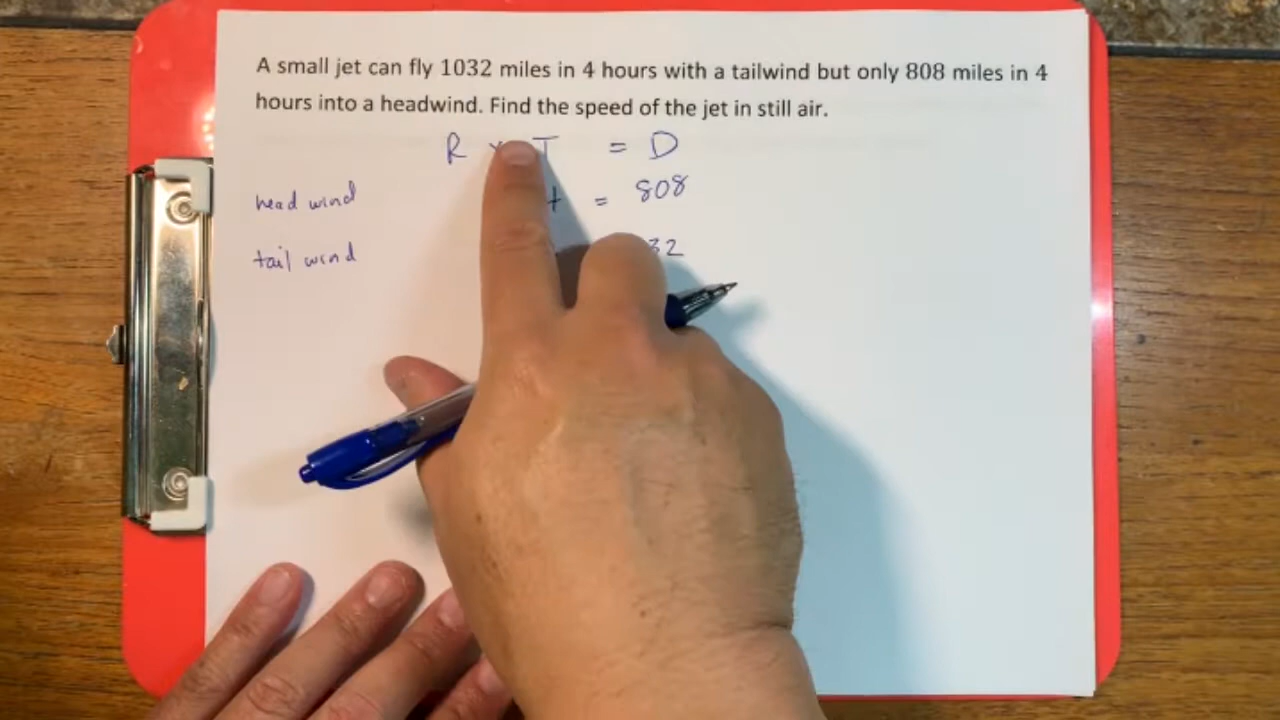 A small jet can fly 1032 miles in 4 hours with a tailwind but only 808 miles in 4
hours into a headwind. Find the speed of the jet in still air.
R × T = D
head wind = 808
tail wind 32